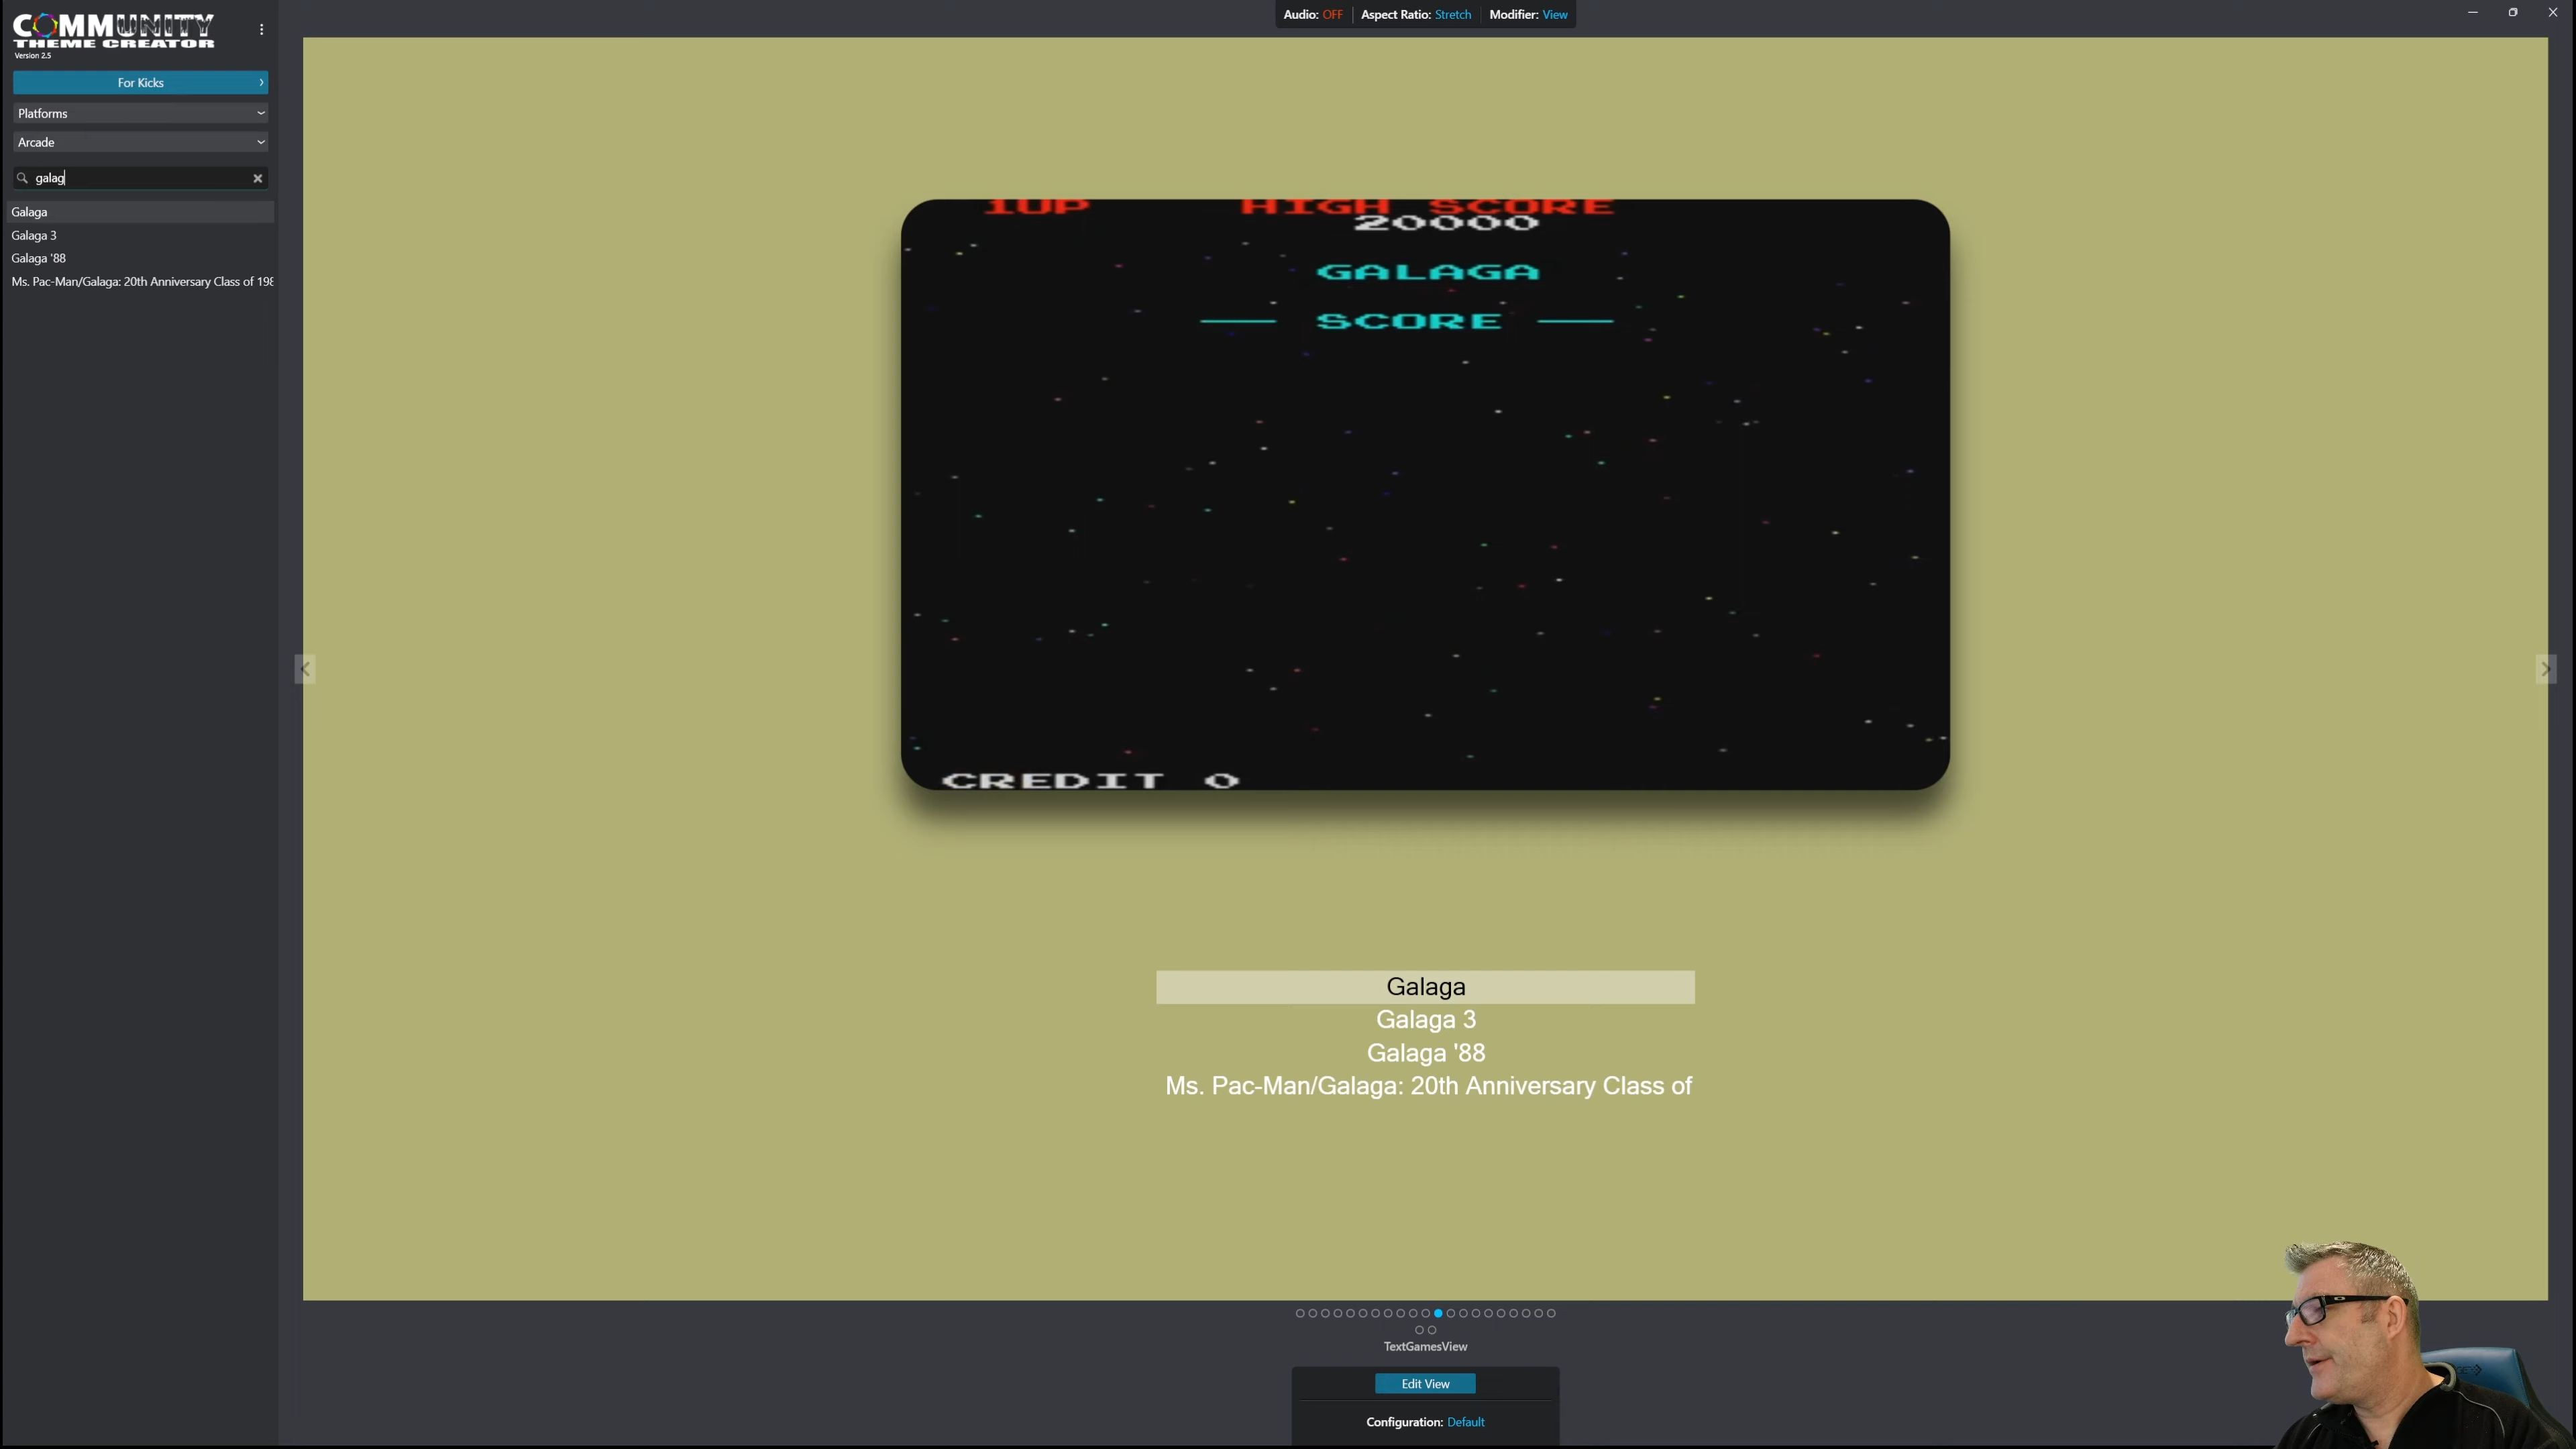 COMMUNITY
THEME CREATOR
Version 2.5
For Kicks
Platforms
Arcade
galag
Galaga
Galaga 3
Galaga '88
Ms. Pac-Man/Galaga: 20th Anniversary Class of 198
Audio: OFF
Aspect Ratio: Stretch
Modifier: View
1UP HIGH SCORE
20000
GALAGA
SCORE
CREDIT 0
Galaga
Galaga 3
Galaga '88
Ms. Pac-Man/Galaga: 20th Anniversary Class of
TextGamesView
Edit View
Configuration: Default